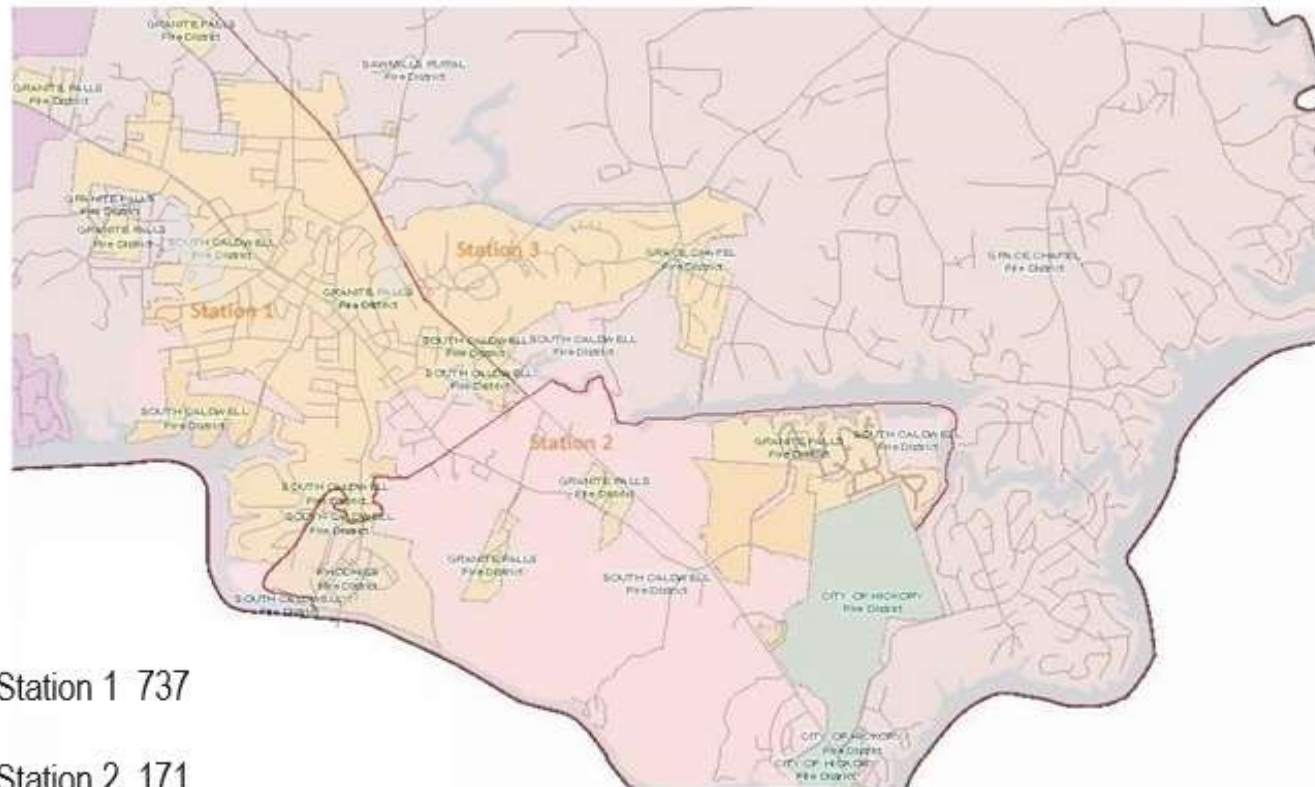 GRANITE FALLS
Fire District
SAWMILLS RURAL
Fire District
GRANITE FALLS
Fire District
GRANITE FALLS
Fire District
GRANITE FALLS
Fire District
SOUTH CALDWELL
Fire District
Station 3
GRACE CHAPEL
Fire District
GRACE CHAPEL
Fire District
Station 1
GRANITE FALLS
Fire District
SOUTH CALDWELL
Fire District
SOUTH CALDWELL
Fire District
SOUTH CALDWELL
Fire District
SOUTH CALDWELL
Fire District
Station 2
GRANITE FALLS
Fire District
SOUTH CALDWELL
Fire District
SOUTH CALDWELL
Fire District
GRANITE FALLS
Fire District
SOUTH CALDWELL
Fire District
GRANITE FALLS
Fire District
Fire District
SOUTH CALDWELL
Fire District
SOUTH CALDWELL
Fire District
CITY OF HICKORY
Fire District
Station 1 737
CITY OF HICKORY
Fire District
CITY OF HICKORY
Fire District
Station 2 171